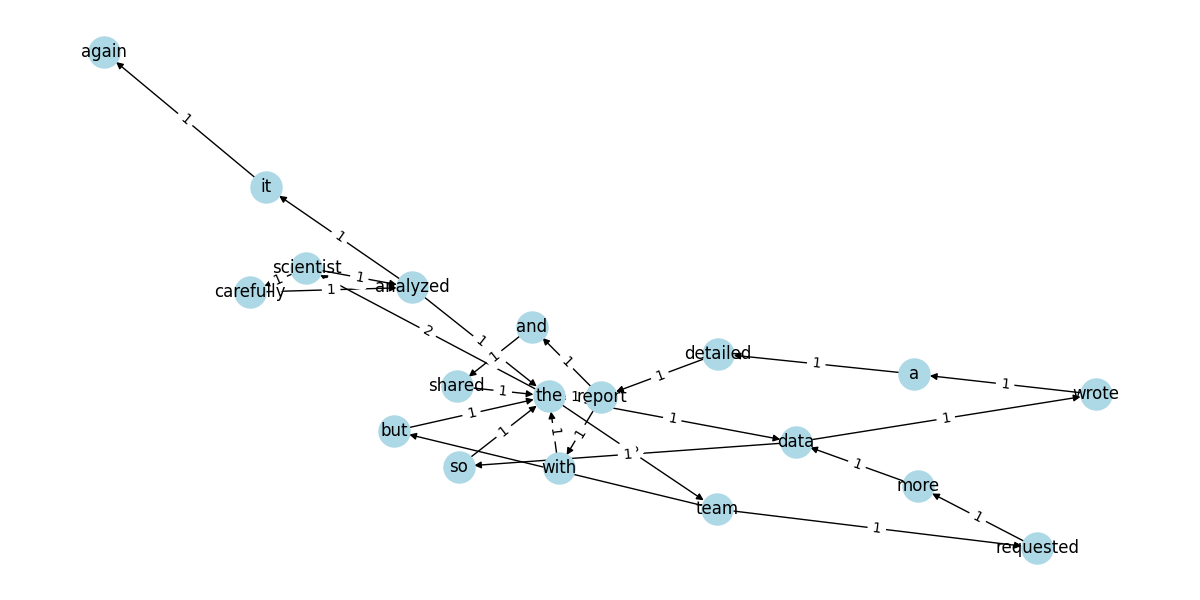 again
1
it
1
scientist
1
1
carefully
1
analyzed
2
1
and
1
1
detailed
1
1
a
1
wrote
shared
1
the
1
report
1
1
but
1
1
1
1
data
1
so
with
1
1
more
team
1
1
requested